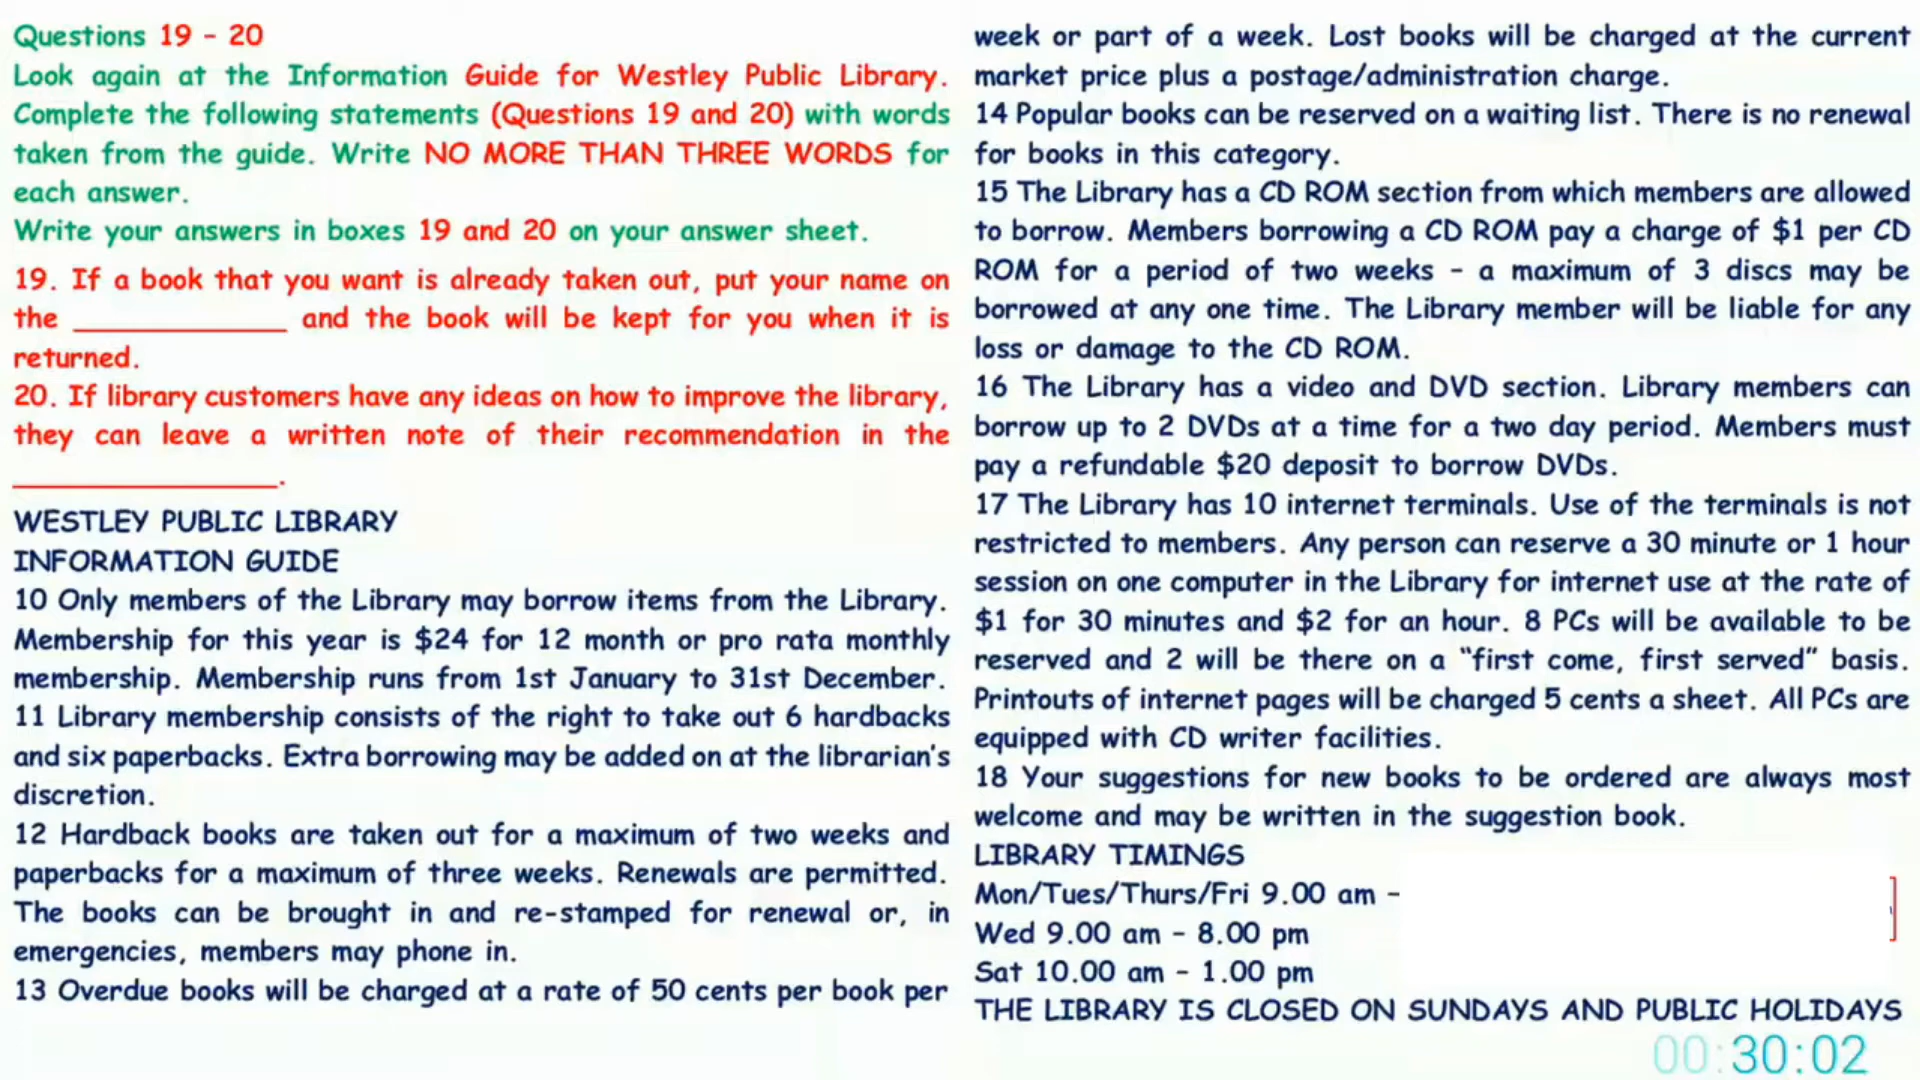 Questions 19 - 20
Look again at the Information Guide for Westley Public Library.
Complete the following statements (Questions 19 and 20) with words
taken from the guide. Write NO MORE THAN THREE WORDS for
each answer.
Write your answers in boxes 19 and 20 on your answer sheet.
19. If a book that you want is already taken out, put your name on
the ______________ and the book will be kept for you when it is
returned.
20. If library customers have any ideas on how to improve the library,
they can leave a written note of their recommendation in the
_________________.
WESTLEY PUBLIC LIBRARY
INFORMATION GUIDE
10 Only members of the Library may borrow items from the Library.
Membership for this year is $24 for 12 month or pro rata monthly
membership. Membership runs from 1st January to 31st December.
11 Library membership consists of the right to take out 6 hardbacks
and six paperbacks. Extra borrowing may be added on at the librarian's
discretion.
12 Hardback books are taken out for a maximum of two weeks and
paperbacks for a maximum of three weeks. Renewals are permitted.
The books can be brought in and re-stamped for renewal or, in
emergencies, members may phone in.
13 Overdue books will be charged at a rate of 50 cents per book per
week or part of a week. Lost books will be charged at the current
market price plus a postage/administration charge.
14 Popular books can be reserved on a waiting list. There is no renewal
for books in this category.
15 The Library has a CD ROM section from which members are allowed
to borrow. Members borrowing a CD ROM pay a charge of $1 per CD
ROM for a period of two weeks - a maximum of 3 discs may be
borrowed at any one time. The Library member will be liable for any
loss or damage to the CD ROM.
16 The Library has a video and DVD section. Library members can
borrow up to 2 DVDs at a time for a two day period. Members must
pay a refundable $20 deposit to borrow DVDs.
17 The Library has 10 internet terminals. Use of the terminals is not
restricted to members. Any person can reserve a 30 minute or 1 hour
session on one computer in the Library for internet use at the rate of
$1 for 30 minutes and $2 for an hour. 8 PCs will be available to be
reserved and 2 will be there on a "first come, first served" basis.
Printouts of internet pages will be charged 5 cents a sheet. All PCs are
equipped with CD writer facilities.
18 Your suggestions for new books to be ordered are always most
welcome and may be written in the suggestion book.
LIBRARY TIMINGS
Mon/Tues/Thurs/Fri 9.00 am -
Wed 9.00 am - 8.00 pm
Sat 10.00 am - 1.00 pm
THE LIBRARY IS CLOSED ON SUNDAYS AND PUBLIC HOLIDAYS
00:30:02